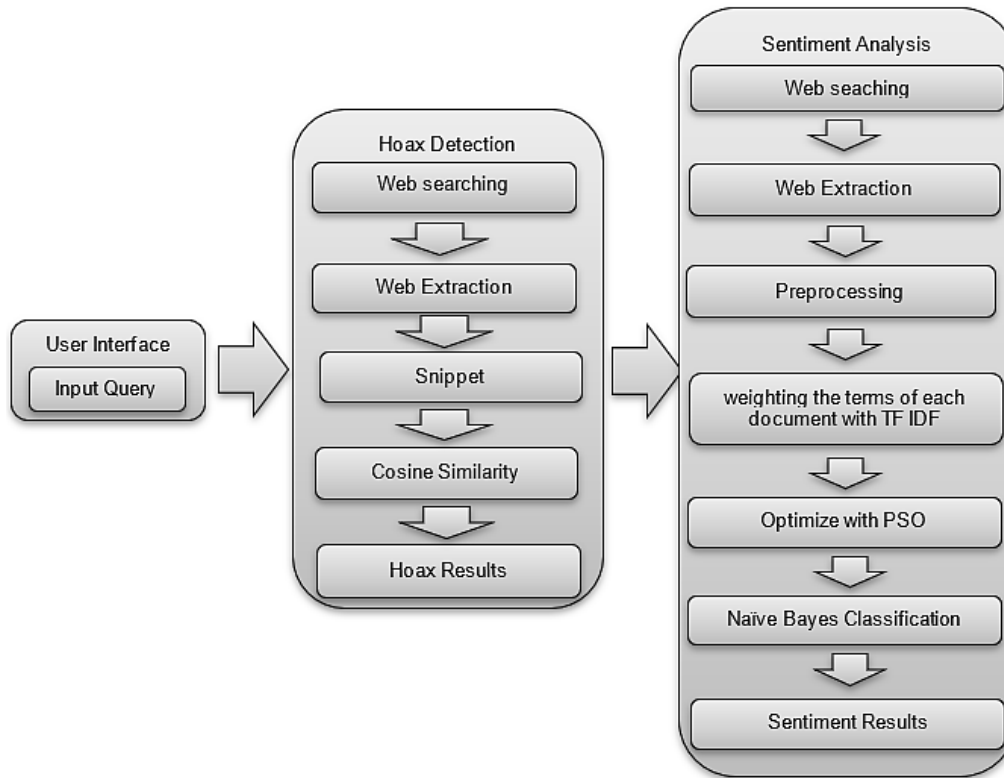 User Interface
Input Query
Hoax Detection
Web searching
Web Extraction
Snippet
Cosine Similarity
Hoax Results
Sentiment Analysis
Web seaching
Web Extraction
Preprocessing
weighting the terms of each
document with TF IDF
Optimize with PSO
Naïve Bayes Classification
Sentiment Results